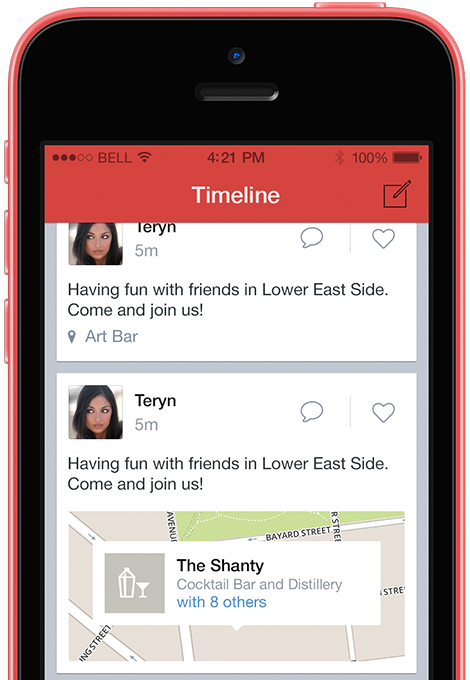 BELL 4:21 PM 100%
Timeline
Teryn
5m
Having fun with friends in Lower East Side.
Come and join us!
Art Bar
Teryn
5m
Having fun with friends in Lower East Side.
Come and join us!
AVENUE
R STREE
BAYARD STREET
The Shanty
Cocktail Bar and Distillery
with 8 others
NG STREET